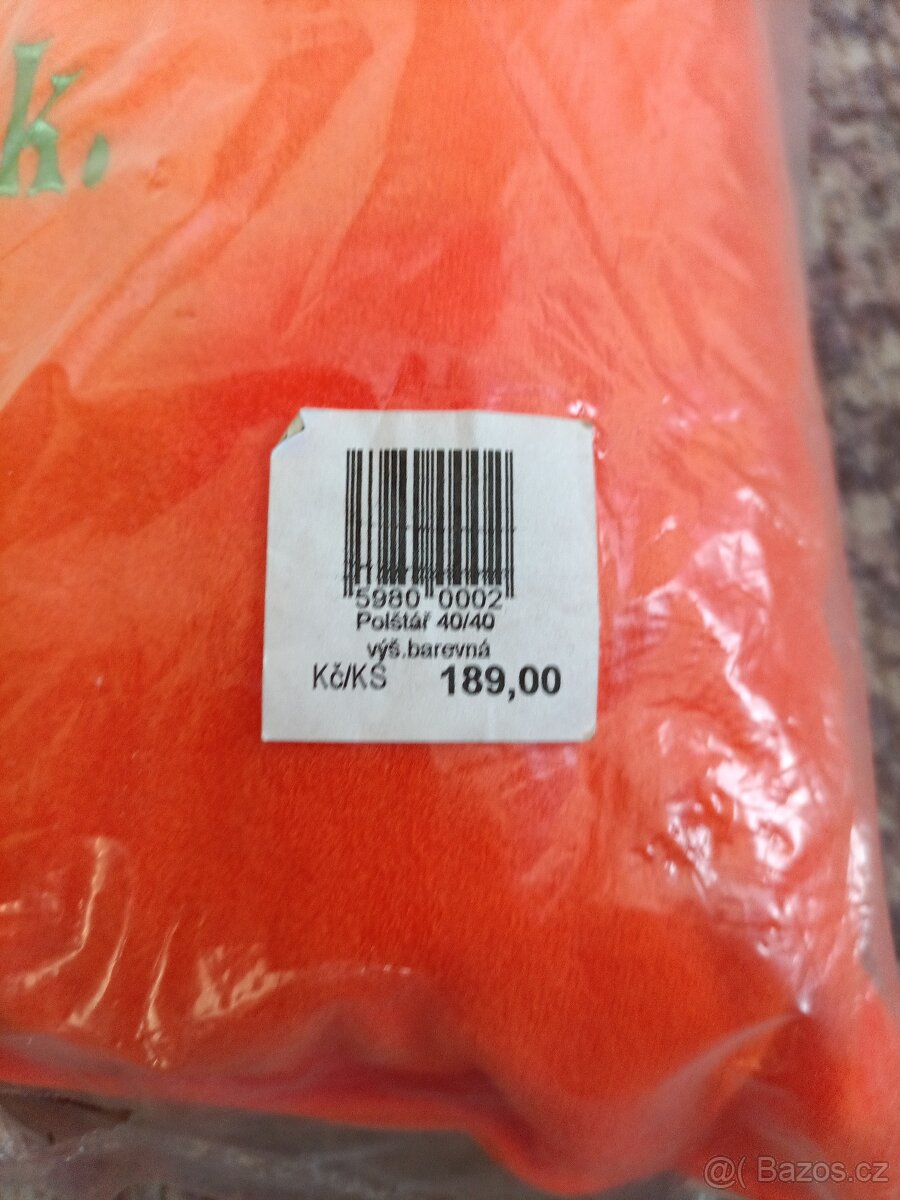 k.
5980 0002
Polštář 40/40
výš.barevná
Kč/KS 189,00
@( Bazos.cz